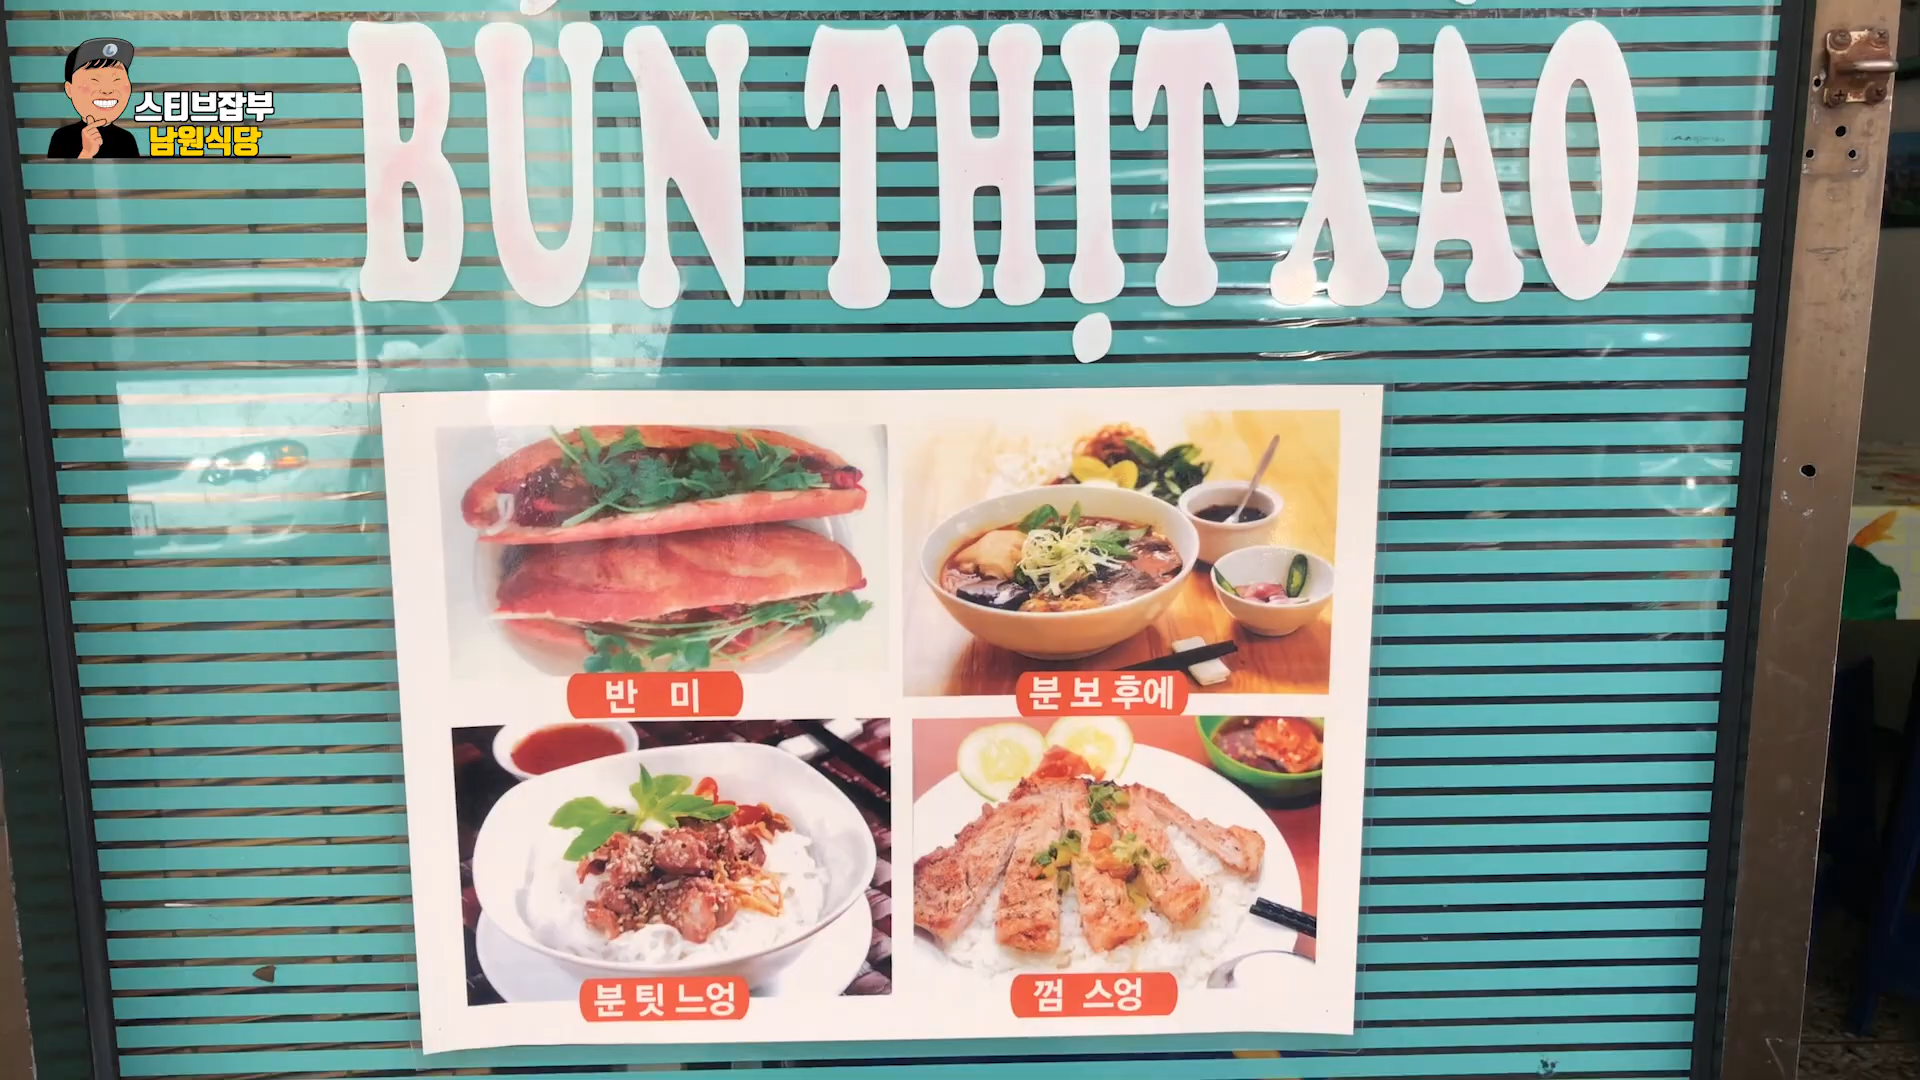 스티브잡부
남원식당
BUN THỊT XAO
반 미
분 보 후에
분 팃 느엉
껌 스엉